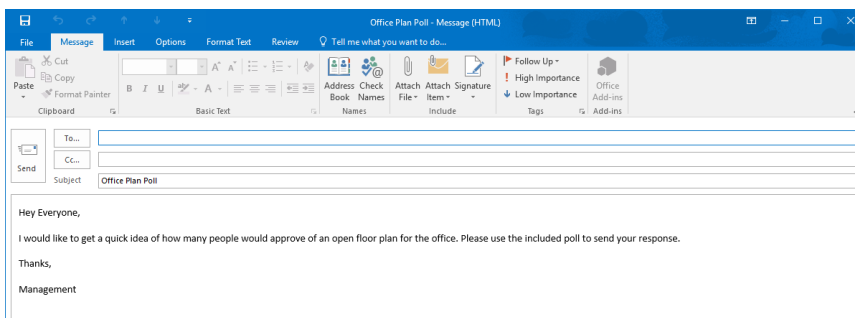 Office Plan Poll - Message (HTML)
File Message Insert Options Format Text Review Tell me what you want to do...
Cut
Copy
Format Painter
Paste
Clipboard
B I U A A A
Basic Text
Address Book
Check Names
Names
Attach File
Attach Item
Signature
Include
Follow Up
High Importance
Low Importance
Tags
Office Add-ins
Add-ins
To...
Cc...
Send
Subject Office Plan Poll
Hey Everyone,
I would like to get a quick idea of how many people would approve of an open floor plan for the office. Please use the included poll to send your response.
Thanks,
Management